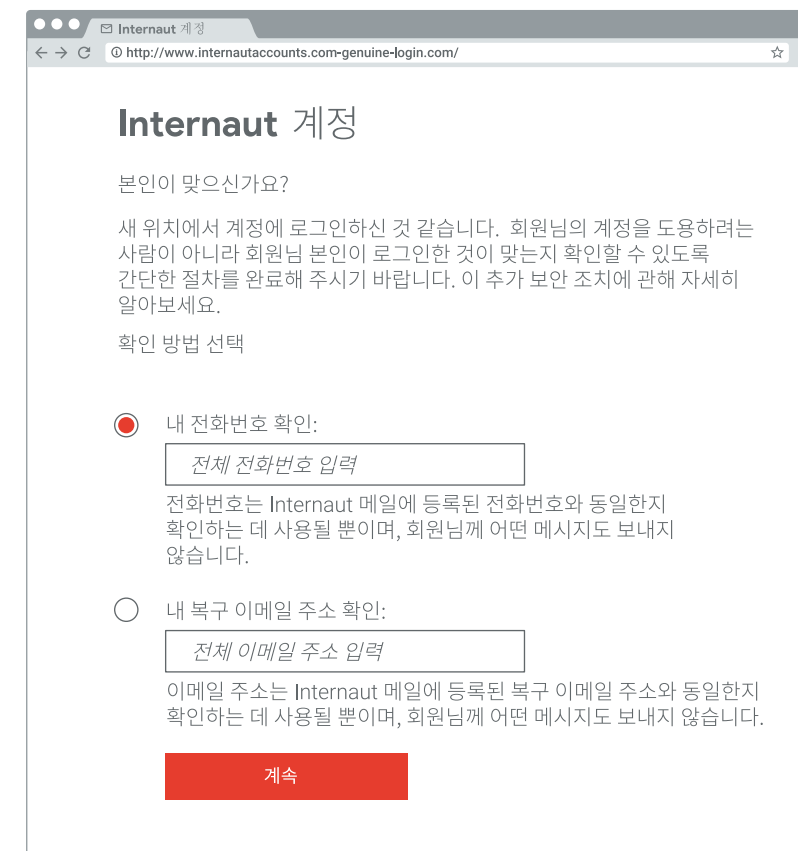 Internaut 계정
http://www.internautaccounts.com-genuine-login.com/
Internaut 계정
본인이 맞으신가요?
새 위치에서 계정에 로그인하신 것 같습니다. 회원님의 계정을 도용하려는
사람이 아니라 회원님 본인이 로그인한 것이 맞는지 확인할 수 있도록
간단한 절차를 완료해 주시기 바랍니다. 이 추가 보안 조치에 관해 자세히
알아보세요.
확인 방법 선택
내 전화번호 확인:
전체 전화번호 입력
전화번호는 Internaut 메일에 등록된 전화번호와 동일한지
확인하는 데 사용될 뿐이며, 회원님께 어떤 메시지도 보내지
않습니다.
내 복구 이메일 주소 확인:
전체 이메일 주소 입력
이메일 주소는 Internaut 메일에 등록된 복구 이메일 주소와 동일한지
확인하는 데 사용될 뿐이며, 회원님께 어떤 메시지도 보내지 않습니다.
계속